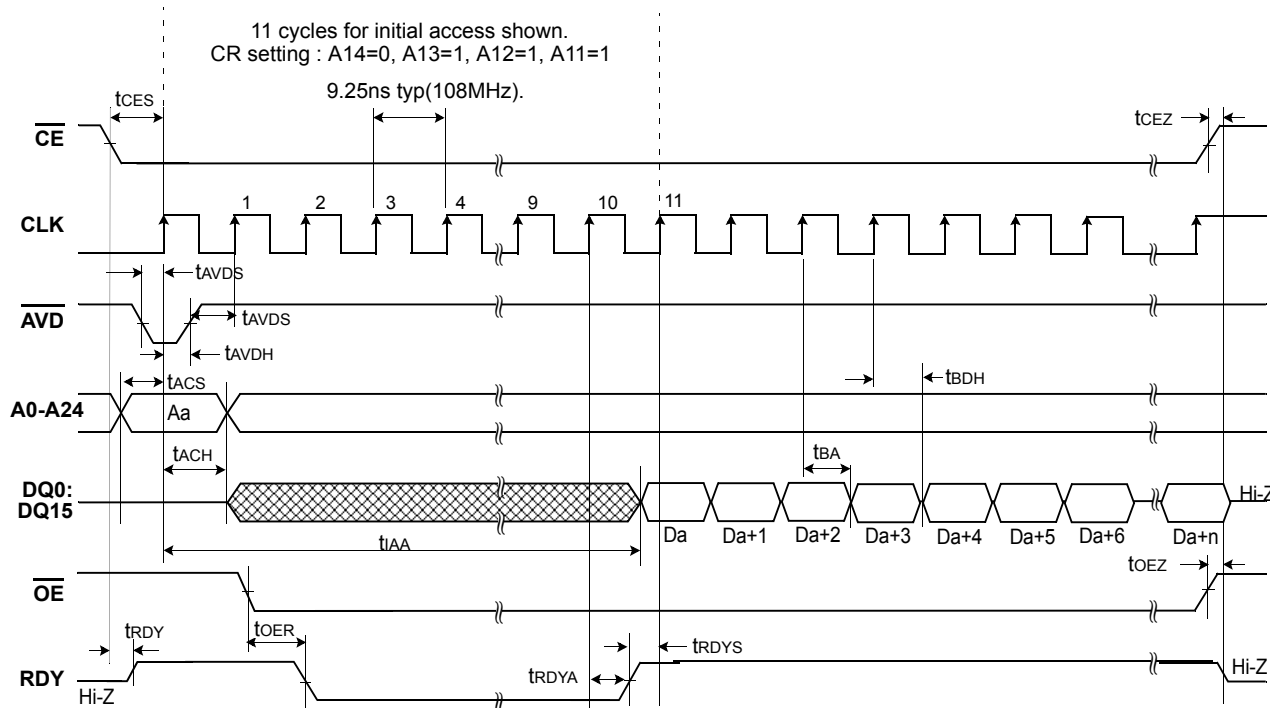 11 cycles for initial access shown.
CR setting : A14=0, A13=1, A12=1, A11=1
9.25ns typ(108MHz).
tCES
tCEZ
CE
1 2 3 4 9 10 11
CLK
tAVDS
AVD
tAVDS
tAVDH
tACS
tBDH
A0-A24
Aa
tACH
tBA
DQ0:
DQ15
Hi-Z
Da Da+1 Da+2 Da+3 Da+4 Da+5 Da+6 Da+n
tIAA
tOEZ
OE
tRDY
tOER
tRDYS
RDY
tRDYA
Hi-Z
Hi-Z